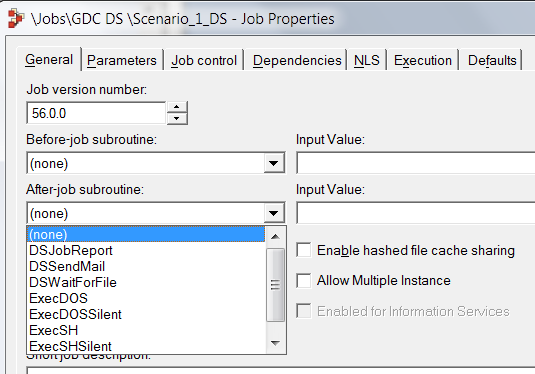 \Jobs\GDC DS \Scenario_1_DS - Job Properties
General Parameters Job control Dependencies NLS Execution Defaults
Job version number:
56.0.0
Before-job subroutine: Input Value:
(none)
After-job subroutine: Input Value:
(none)
(none)
DSJobReport
Enable hashed file cache sharing
DSSendMail
DSWaitForFile
Allow Multiple Instance
ExecDOS
ExecDOSSilent
Enabled for Information Services
ExecSH
ExecSHSilent
Short job description: